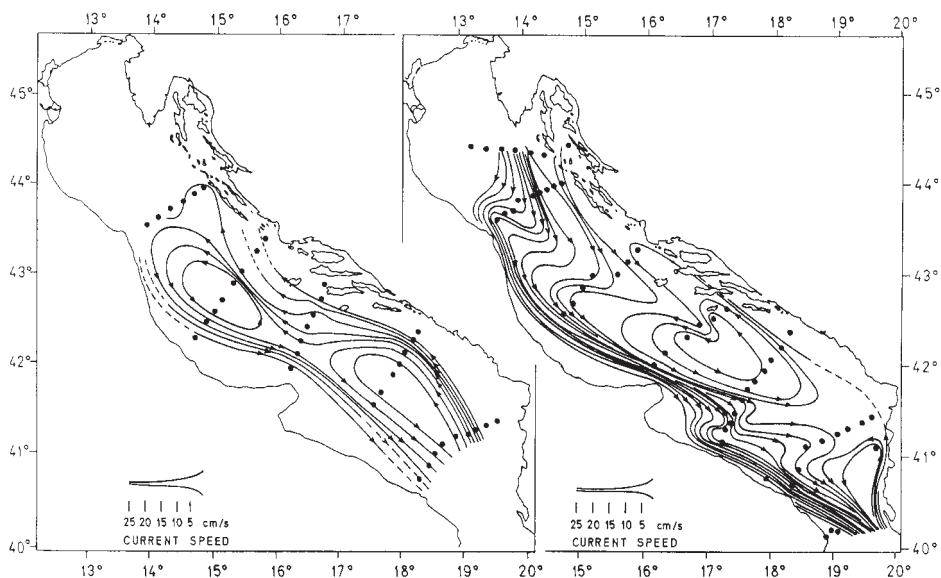 14° 15° 16° 17° 13° 14° 15° 16° 17° 18° 19° 20°
45° 45°
44° 44°
43° 43°
42° 42°
41° 41°
40° 40°
25 20 15 10 5 cm/s
CURRENT SPEED
25 20 15 10 5 cm/s
CURRENT SPEED
13° 14° 15° 16° 17° 18° 19° 20° 14° 15° 16° 17° 18° 19° 20°